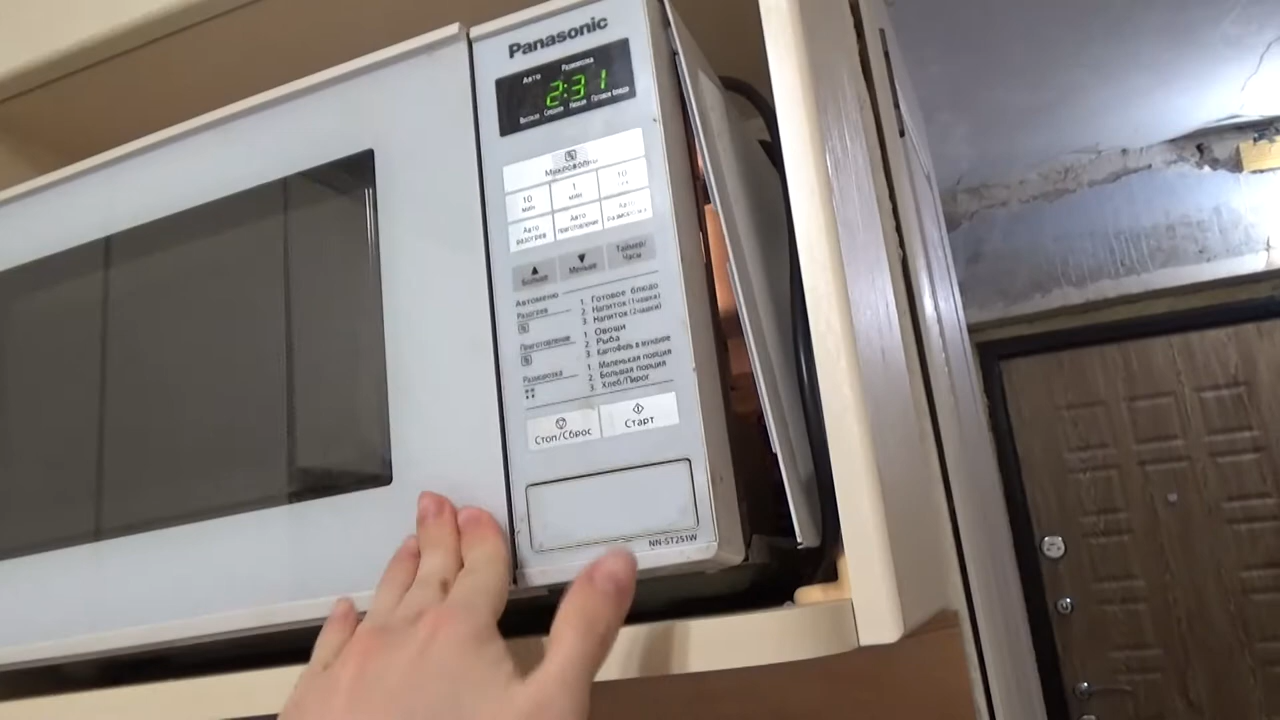 Panasonic
Авто Разморозка
2:31
Высокая Средняя Низкая Готовое блюдо
Микроволны
10 мин
1 мин
10 сек
Авто разогрев
Авто приготовление
Авто разморозка
Больше
Меньше
Таймер/Часы
Автоменю
Разогрев
1. Готовое блюдо
2. Напиток (1 чашка)
3. Напиток (2 чашки)
Приготовление
1. Овощи
2. Рыба
3. Картофель в мундире
Разморозка
1. Маленькая порция
2. Большая порция
3. Хлеб/Пирог
Стоп/Сброс
Старт
NN-ST251W